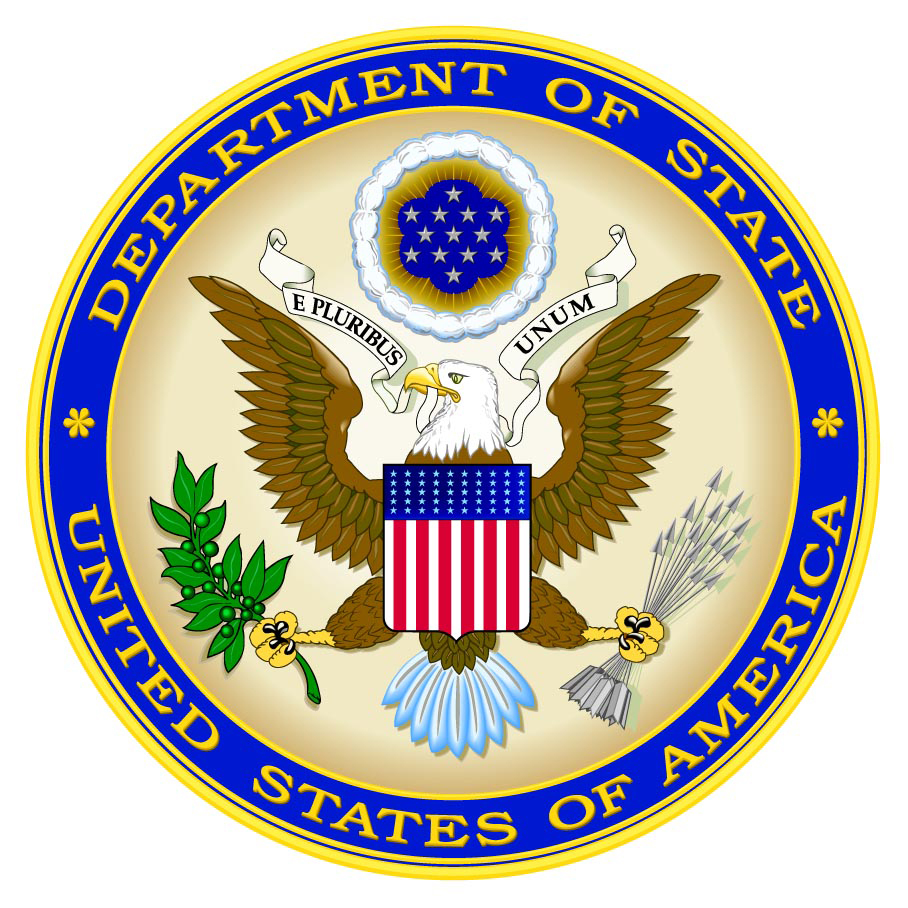 DEPARTMENT OF STATE
E PLURIBUS UNUM
UNITED STATES OF AMERICA